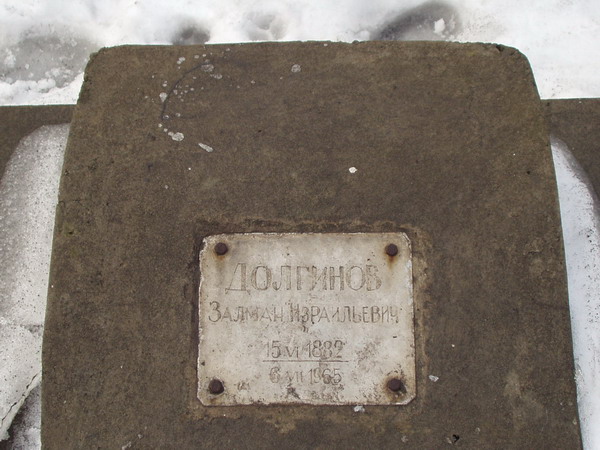 ДОЛГИНОВ
ЗАЛМАН ИЗРАИЛЬЕВИЧ
15 VI 1882
6 VII 1965